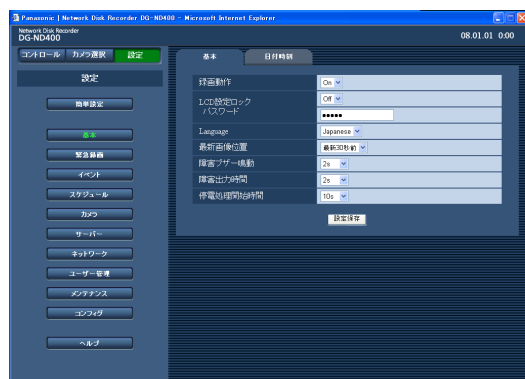 Panasonic | Network Disk Recorder DG-ND400 - Microsoft Internet Explorer
Network Disk Recorder
DG-ND400
08.01.01 0:00
コントロール カメラ選択 設定
設定
簡単設定
基本
緊急録画
イベント
スケジュール
カメラ
サーバー
ネットワーク
ユーザー管理
メンテナンス
コンフィグ
ヘルプ
基本 日付時刻
録画動作 On
LCD設定ロック Off
パスワード •••••
Language Japanese
最新画像位置 最新30秒前
障害ブザー鳴動 2s
障害出力時間 2s
停電処理開始時間 10s
設定保存